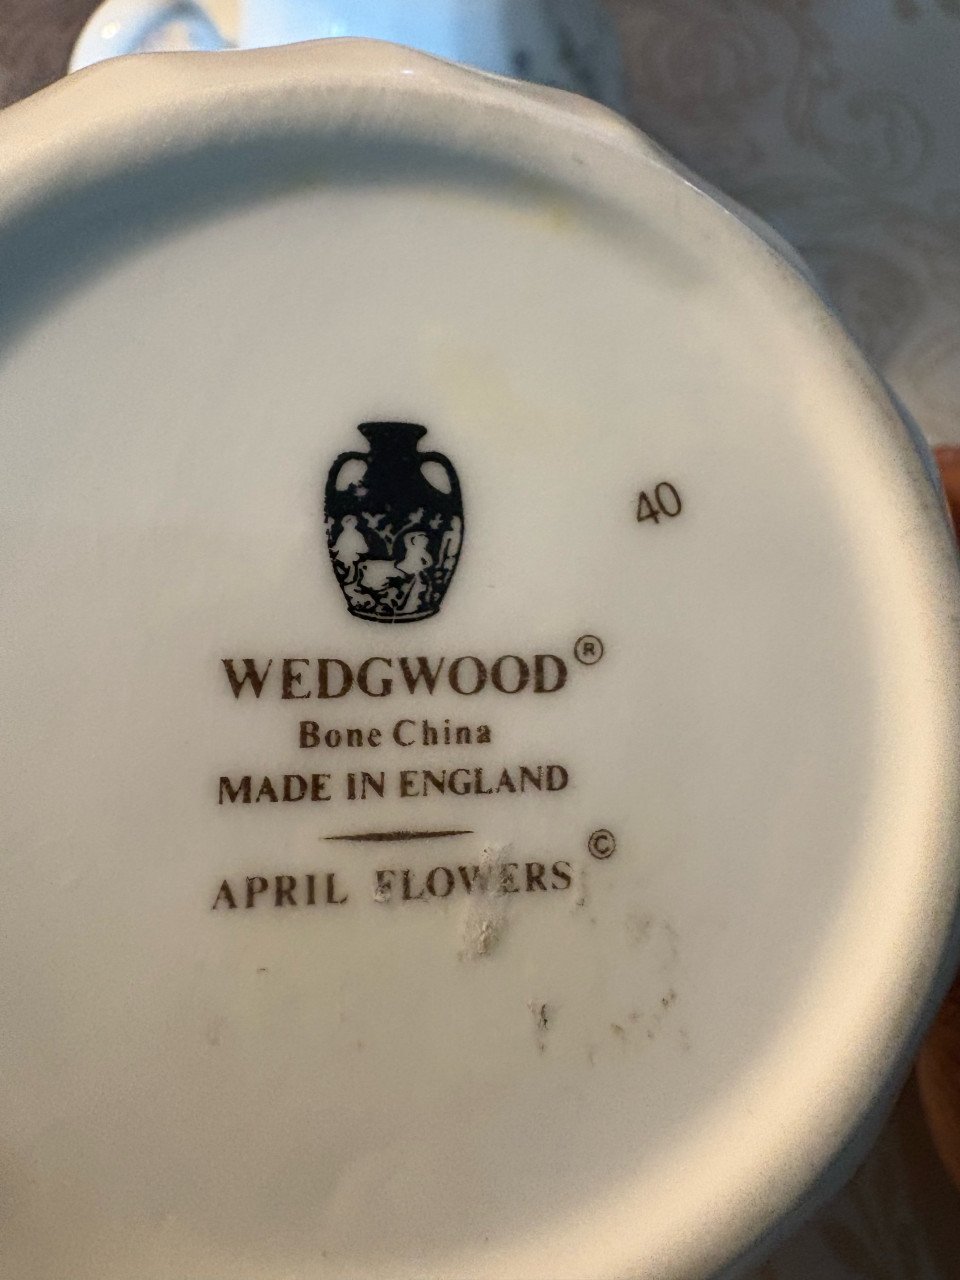 40
WEDGWOOD®
Bone China
MADE IN ENGLAND
APRIL FLOWERS ©